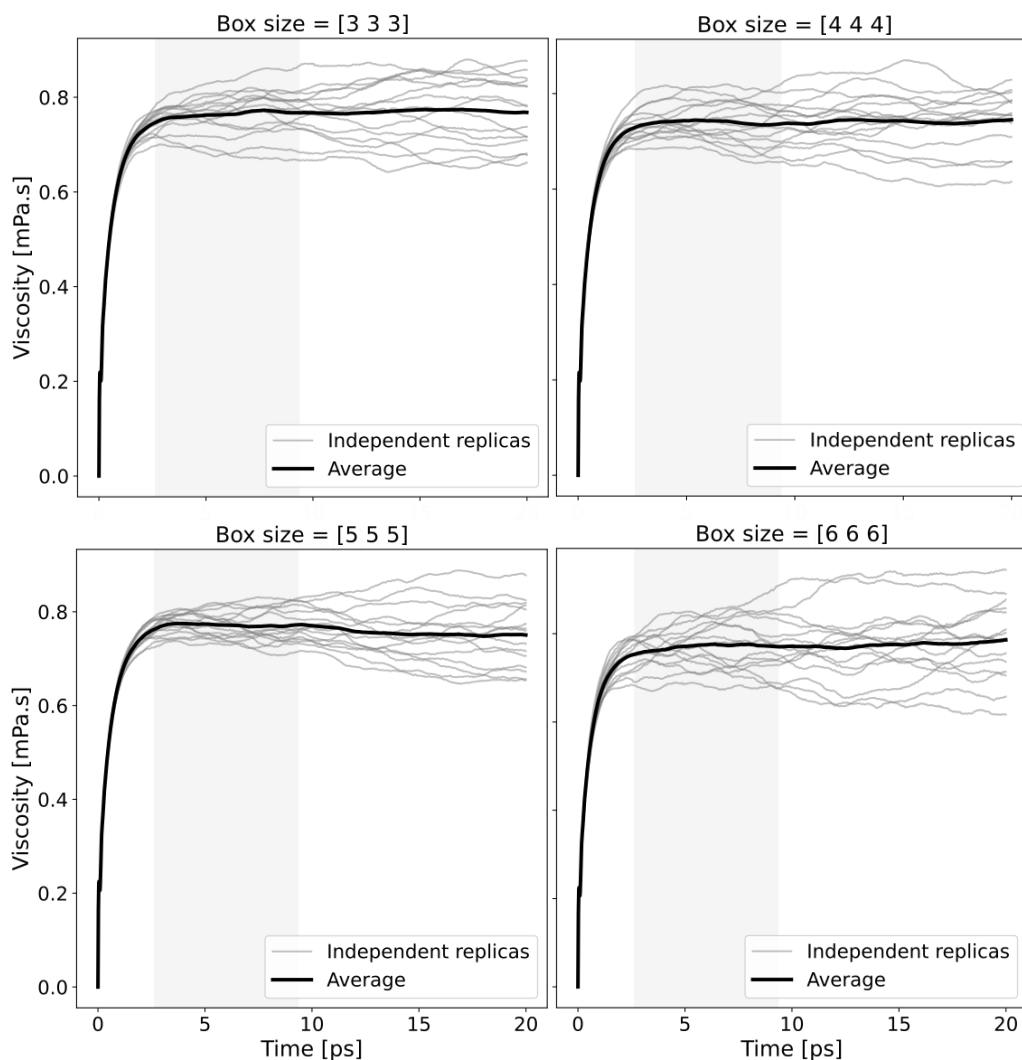 Box size = [3 3 3]
Viscosity [mPa.s]
0.8
0.6
0.4
0.2
0.0
Independent replicas
Average
Box size = [4 4 4]
Independent replicas
Average
Box size = [5 5 5]
Viscosity [mPa.s]
0.8
0.6
0.4
0.2
0.0
Independent replicas
Average
0 5 10 15 20
Time [ps]
Box size = [6 6 6]
Independent replicas
Average
0 5 10 15 20
Time [ps]